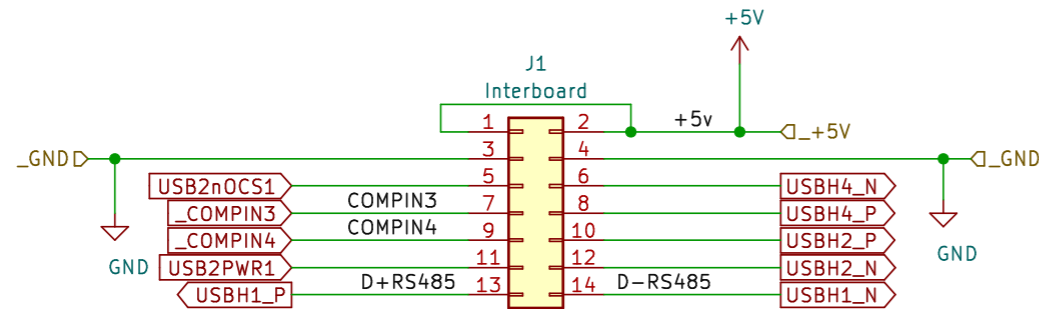 +5V
J1
Interboard
1 2 +5v _+5V
_GND 3 4 _GND
USB2nOCS1 5 6 USBH4_N
_COMPIN3 COMPIN3 7 8 USBH4_P
_COMPIN4 COMPIN4 9 10 USBH2_P
GND USB2PWR1 11 12 USBH2_N GND
USBH1_P D+RS485 13 14 D-RS485 USBH1_N